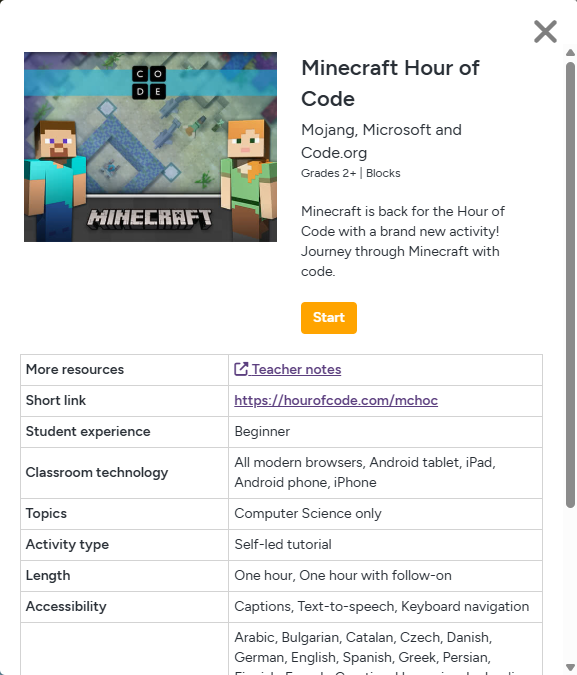 C O
D E
MINECRAFT
Minecraft Hour of
Code
Mojang, Microsoft and
Code.org
Grades 2+ | Blocks
Minecraft is back for the Hour of
Code with a brand new activity!
Journey through Minecraft with
code.
Start
More resources
Teacher notes
Short link
https://hourofcode.com/mchoc
Student experience
Beginner
Classroom technology
All modern browsers, Android tablet, iPad,
Android phone, iPhone
Topics
Computer Science only
Activity type
Self-led tutorial
Length
One hour, One hour with follow-on
Accessibility
Captions, Text-to-speech, Keyboard navigation
Arabic, Bulgarian, Catalan, Czech, Danish,
German, English, Spanish, Greek, Persian,